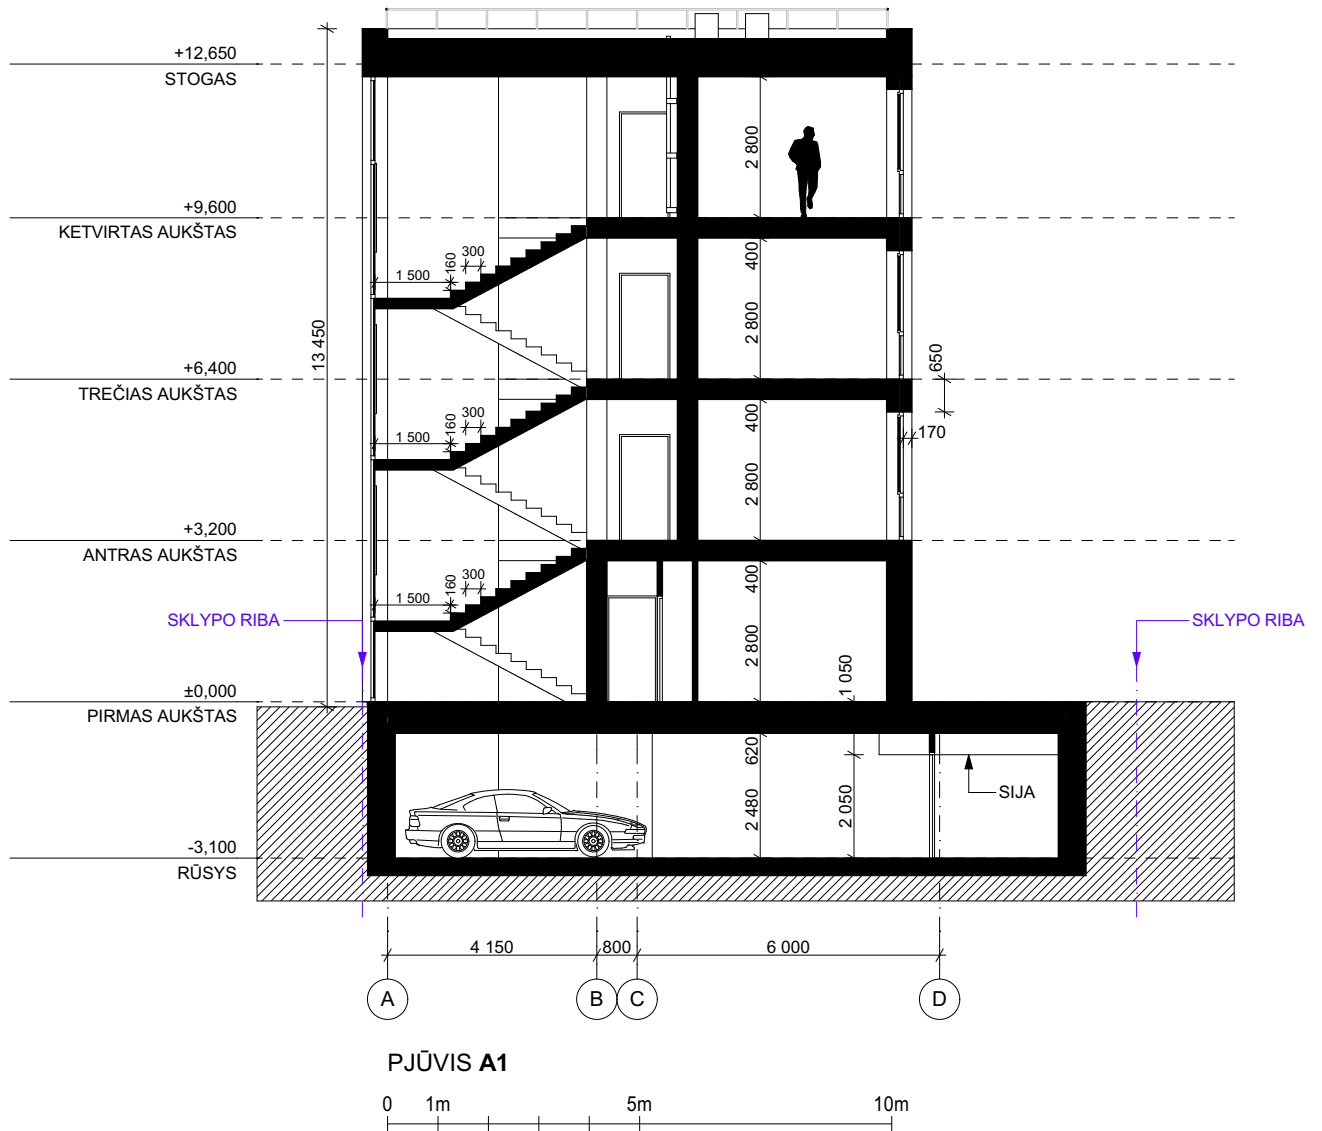 +12,650
STOGAS
2 800
+9,600
KETVIRTAS AUKŠTAS
400
300
160
1 500
2 800
13 450
650
+6,400
TREČIAS AUKŠTAS
400
300
160
1 500
170
2 800
+3,200
ANTRAS AUKŠTAS
400
300
160
1 500
SKLYPO RIBA
SKLYPO RIBA
2 800
1 050
±0,000
PIRMAS AUKŠTAS
620
SIJA
2 480
2 050
-3,100
RŪSYS
4 150
800
6 000
A
B
C
D
PJŪVIS A1
0 1m 5m 10m